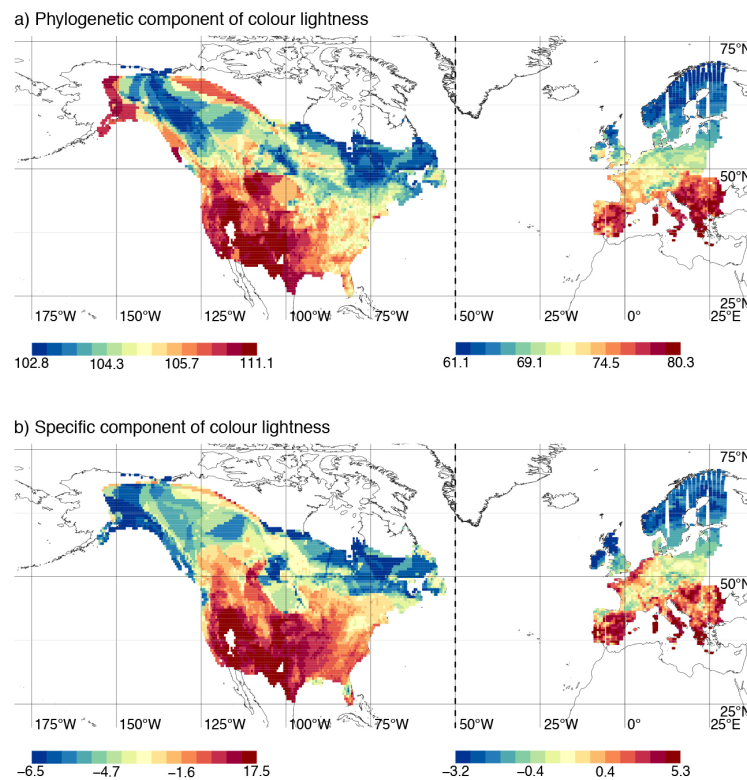 a) Phylogenetic component of colour lightness
75°N
50°N
25°N
175°W 150°W 125°W 100°W 75°W 50°W 25°W 0° 25°E
102.8 104.3 105.7 111.1 61.1 69.1 74.5 80.3
b) Specific component of colour lightness
75°N
50°N
25°N
175°W 150°W 125°W 100°W 75°W 50°W 25°W 0° 25°E
−6.5 −4.7 −1.6 17.5 −3.2 −0.4 0.4 5.3